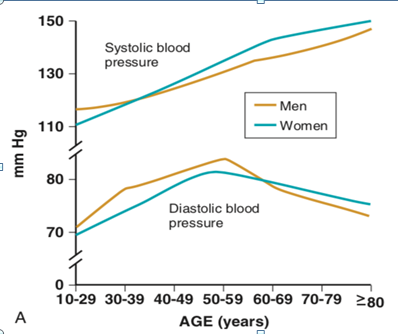 150
Systolic blood
pressure
130
Men
Women
110
mm Hg
80
Diastolic blood
pressure
70
0
10-29 30-39 40-49 50-59 60-69 70-79 ≥80
A
AGE (years)